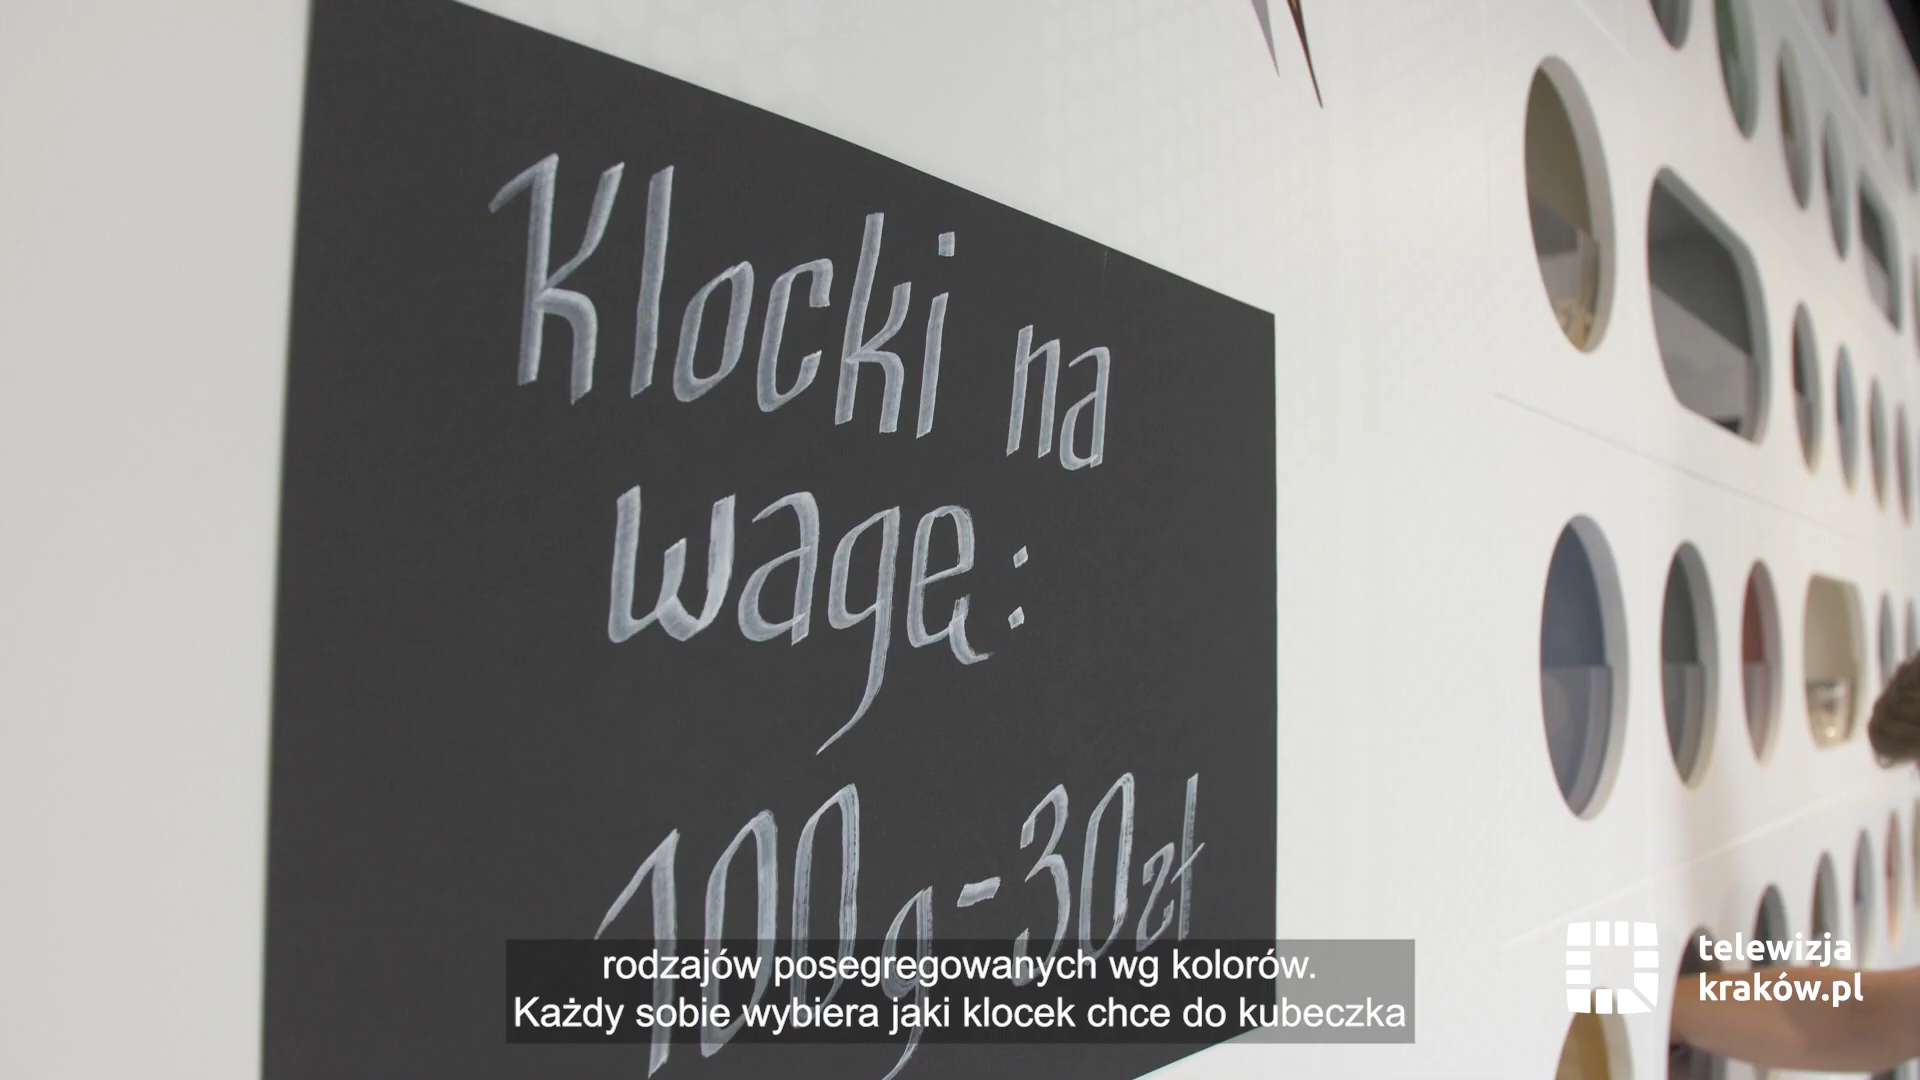 Klocki na
wagę:
100g-30zł
rodzajów posegregowanych wg kolorów.
Każdy sobie wybiera jaki klocek chce do kubeczka
telewizja
kraków.pl